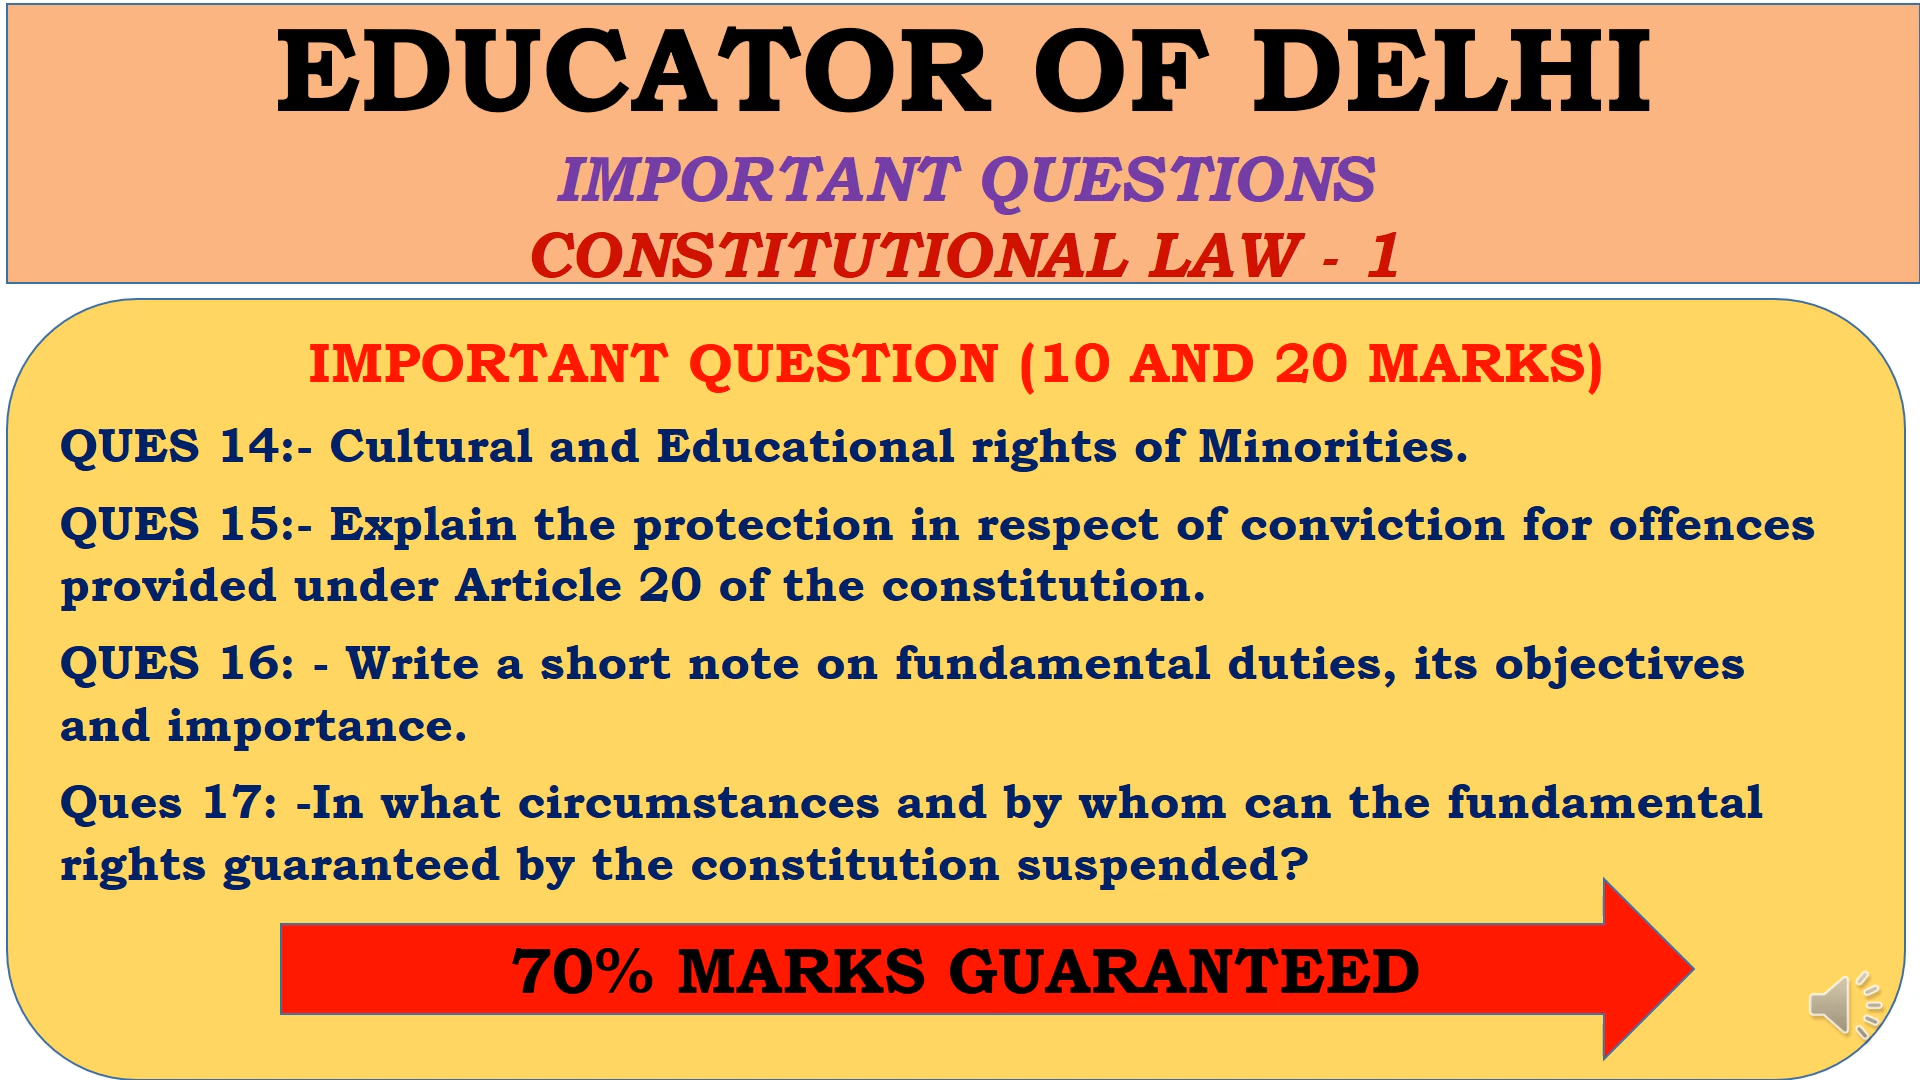 EDUCATOR OF DELHI
IMPORTANT QUESTIONS
CONSTITUTIONAL LAW - 1
IMPORTANT QUESTION (10 AND 20 MARKS)
QUES 14:- Cultural and Educational rights of Minorities.
QUES 15:- Explain the protection in respect of conviction for offences
provided under Article 20 of the constitution.
QUES 16: - Write a short note on fundamental duties, its objectives
and importance.
Ques 17: -In what circumstances and by whom can the fundamental
rights guaranteed by the constitution suspended?
70% MARKS GUARANTEED